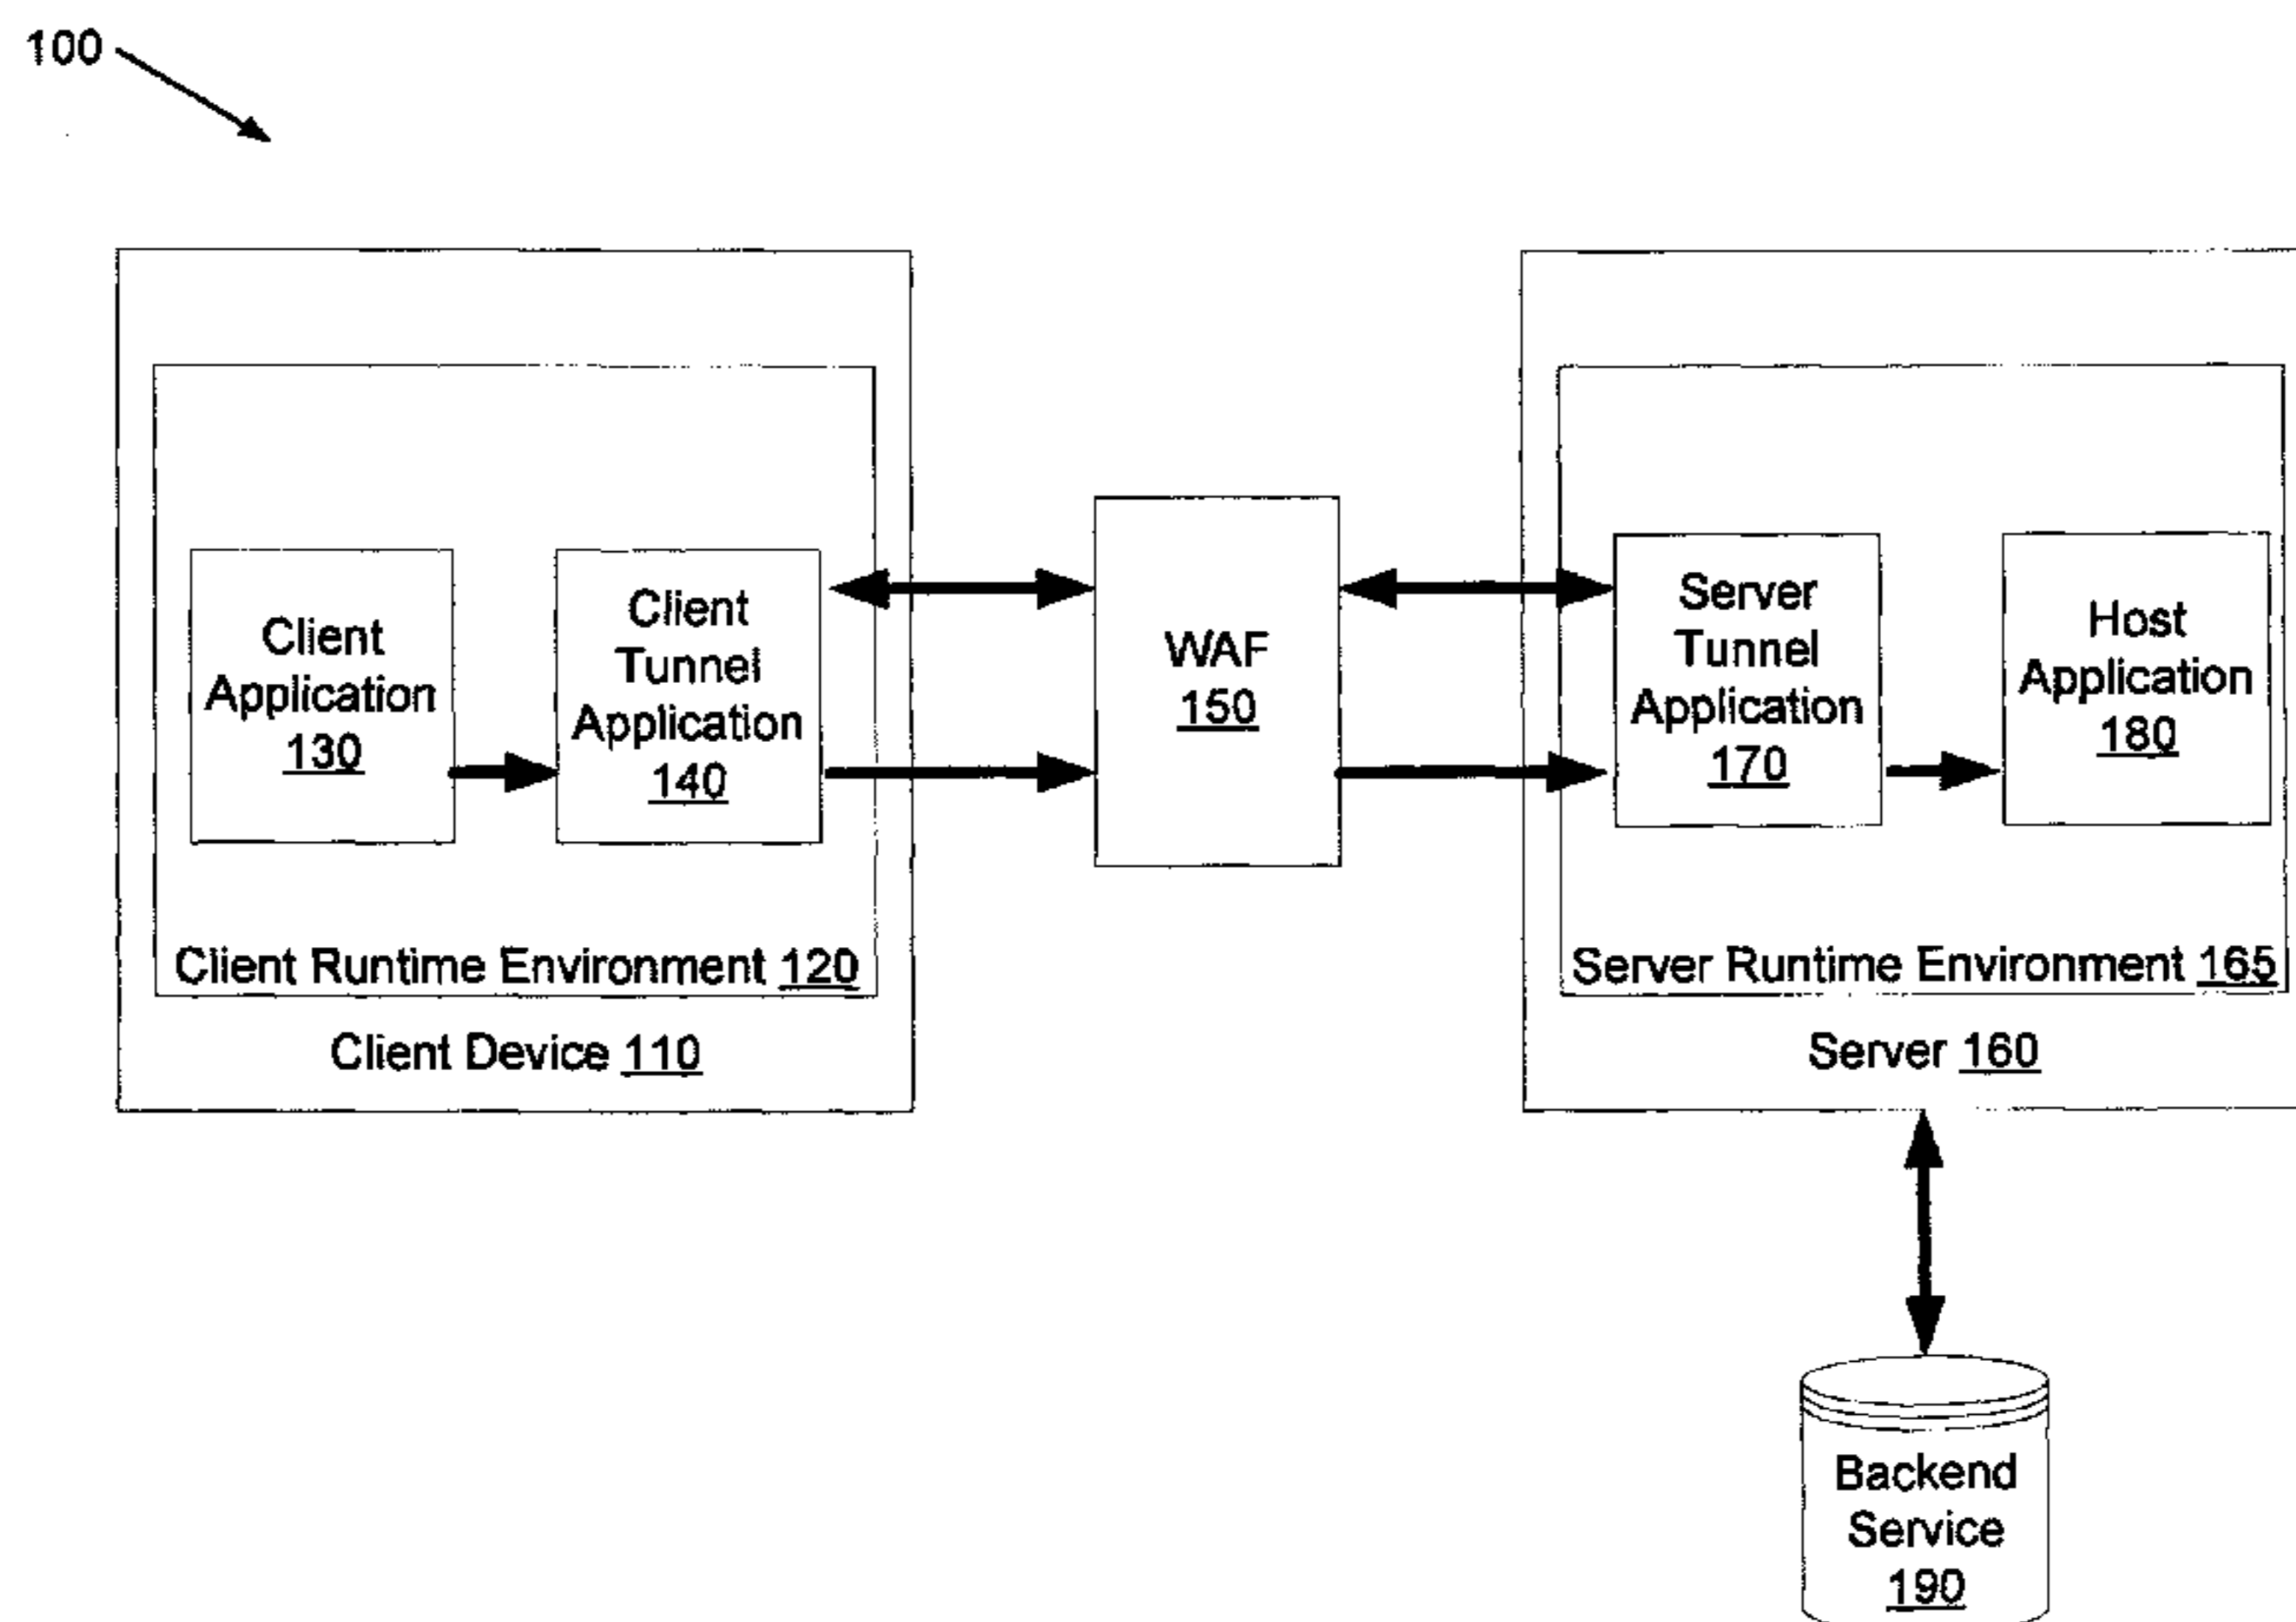 100
Client
Application
130
Client
Tunnel
Application
140
WAF
150
Server
Tunnel
Application
170
Host
Application
180
Client Runtime Environment 120
Server Runtime Environment 165
Client Device 110
Server 160
Backend
Service
190